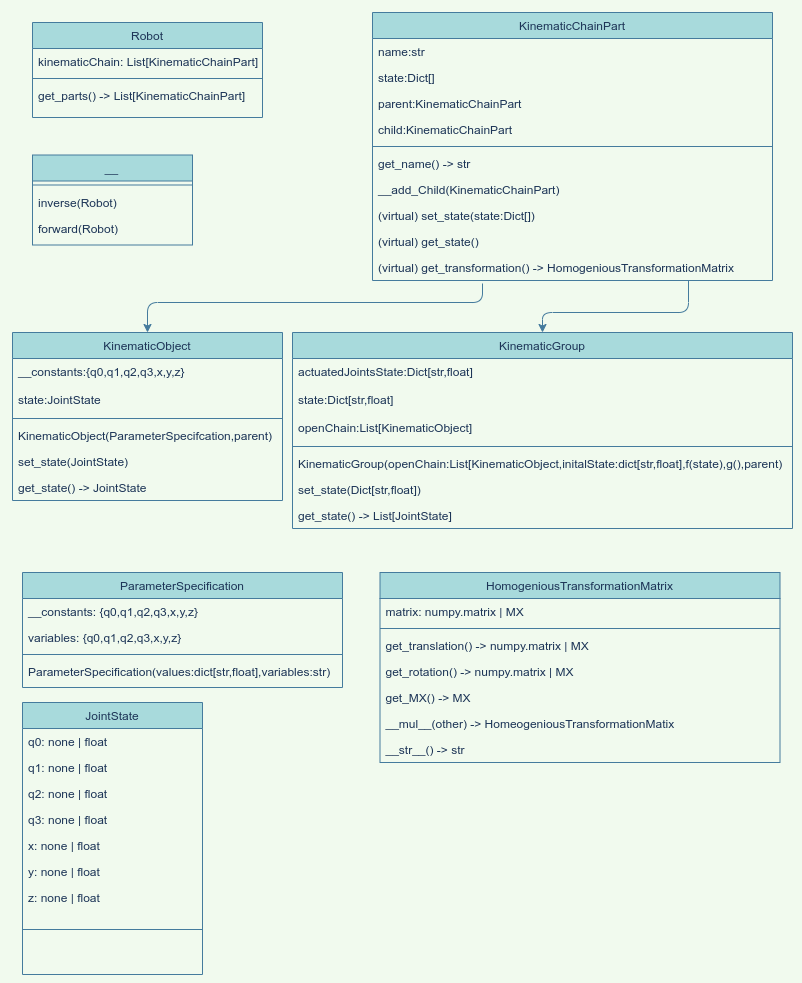 Robot
kinematicChain: List[KinematicChainPart]
get_parts() -> List[KinematicChainPart]
KinematicChainPart
name:str
state:Dict[]
parent:KinematicChainPart
child:KinematicChainPart
get_name() -> str
__add_Child(KinematicChainPart)
(virtual) set_state(state:Dict[])
(virtual) get_state()
(virtual) get_transformation() -> HomogeniousTransformationMatrix
__
inverse(Robot)
forward(Robot)
KinematicObject
__constants:{q0,q1,q2,q3,x,y,z}
state:JointState
KinematicObject(ParameterSpecifcation,parent)
set_state(JointState)
get_state() -> JointState
KinematicGroup
actuatedJointsState:Dict[str,float]
state:Dict[str,float]
openChain:List[KinematicObject]
KinematicGroup(openChain:List[KinematicObject,initalState:dict[str,float],f(state),g(),parent)
set_state(Dict[str,float])
get_state() -> List[JointState]
ParameterSpecification
__constants: {q0,q1,q2,q3,x,y,z}
variables: {q0,q1,q2,q3,x,y,z}
ParameterSpecification(values:dict[str,float],variables:str)
HomogeniousTransformationMatrix
matrix: numpy.matrix | MX
get_translation() -> numpy.matrix | MX
get_rotation() -> numpy.matrix | MX
get_MX() -> MX
__mul__(other) -> HomeogeniousTransformationMatix
__str__() -> str
JointState
q0: none | float
q1: none | float
q2: none | float
q3: none | float
x: none | float
y: none | float
z: none | float